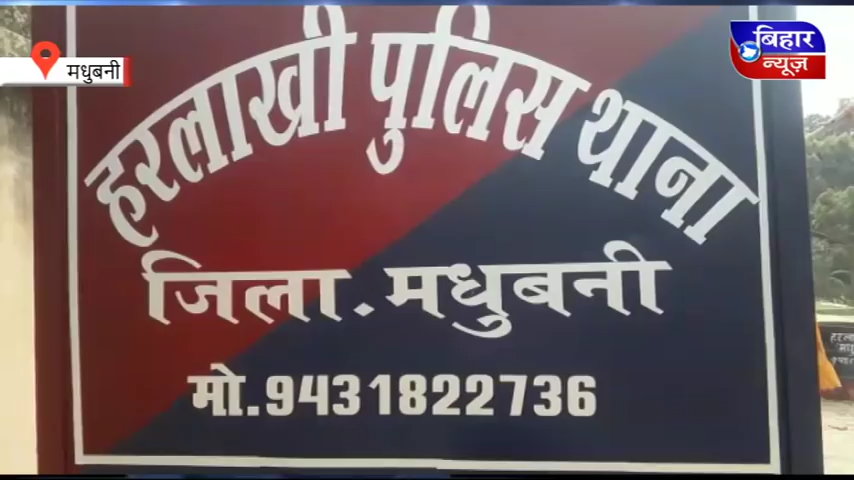 बिहार
न्यूज़
मधुबनी
हरलाखी पुलिस थाना
जिला. मधुबनी
मो.9431822736